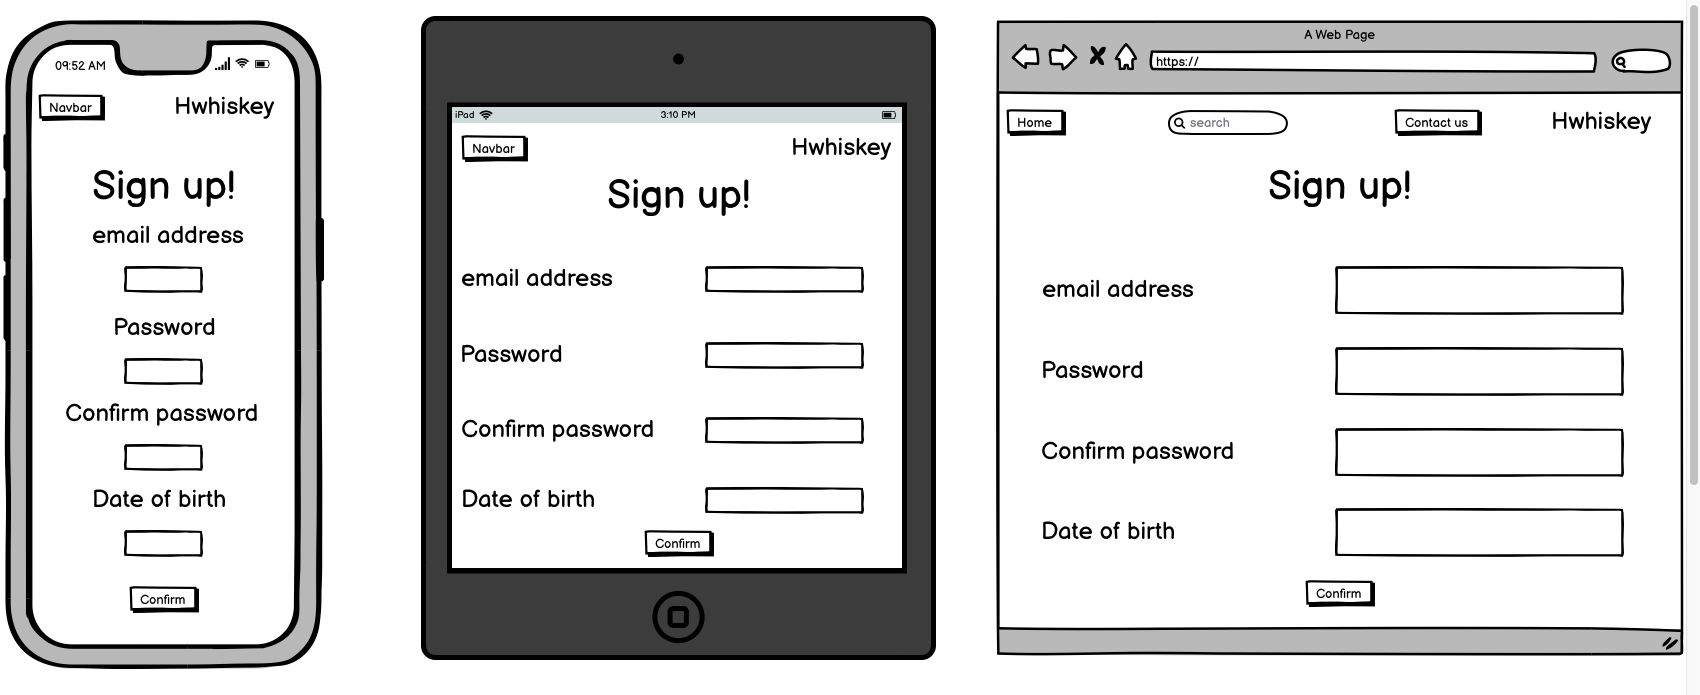 09:52 AM
Navbar
Hwhiskey
Sign up!
email address
Password
Confirm password
Date of birth
Confirm
iPad
3:10 PM
Navbar
Hwhiskey
Sign up!
email address
Password
Confirm password
Date of birth
Confirm
A Web Page
https://
Home
search
Contact us
Hwhiskey
Sign up!
email address
Password
Confirm password
Date of birth
Confirm